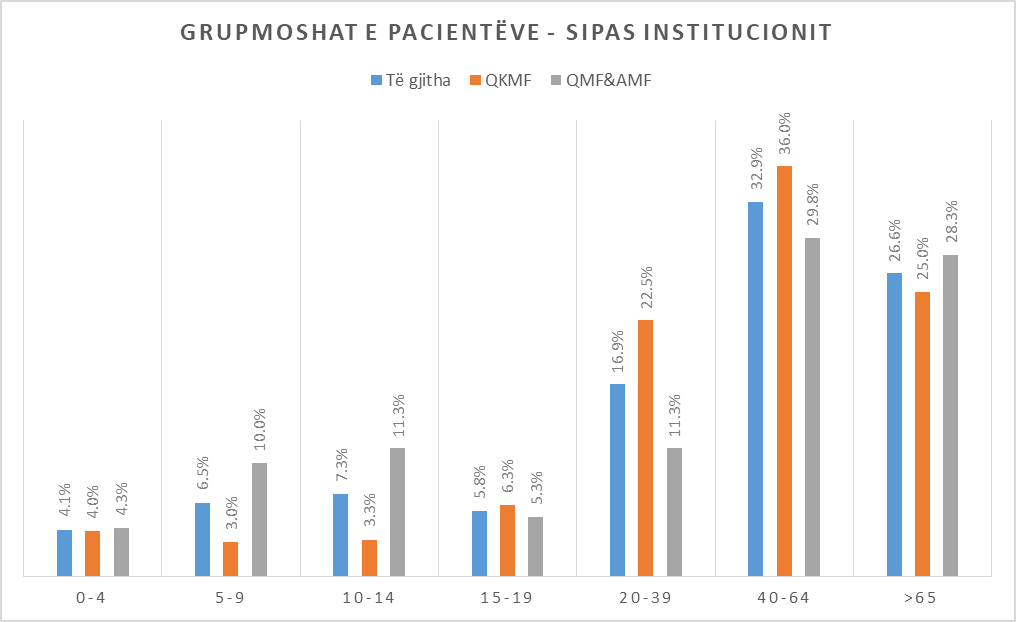 GRUPMOSHAT E PACIENTËVE - SIPAS INSTITUCIONIT
Të gjitha QKMF QMF&AMF
4.1% 4.0% 4.3%
6.5% 3.0% 10.0%
7.3% 3.3% 11.3%
5.8% 6.3% 5.3%
16.9% 22.5% 11.3%
32.9% 36.0% 29.8%
26.6% 25.0% 28.3%
0-4 5-9 10-14 15-19 20-39 40-64 >65